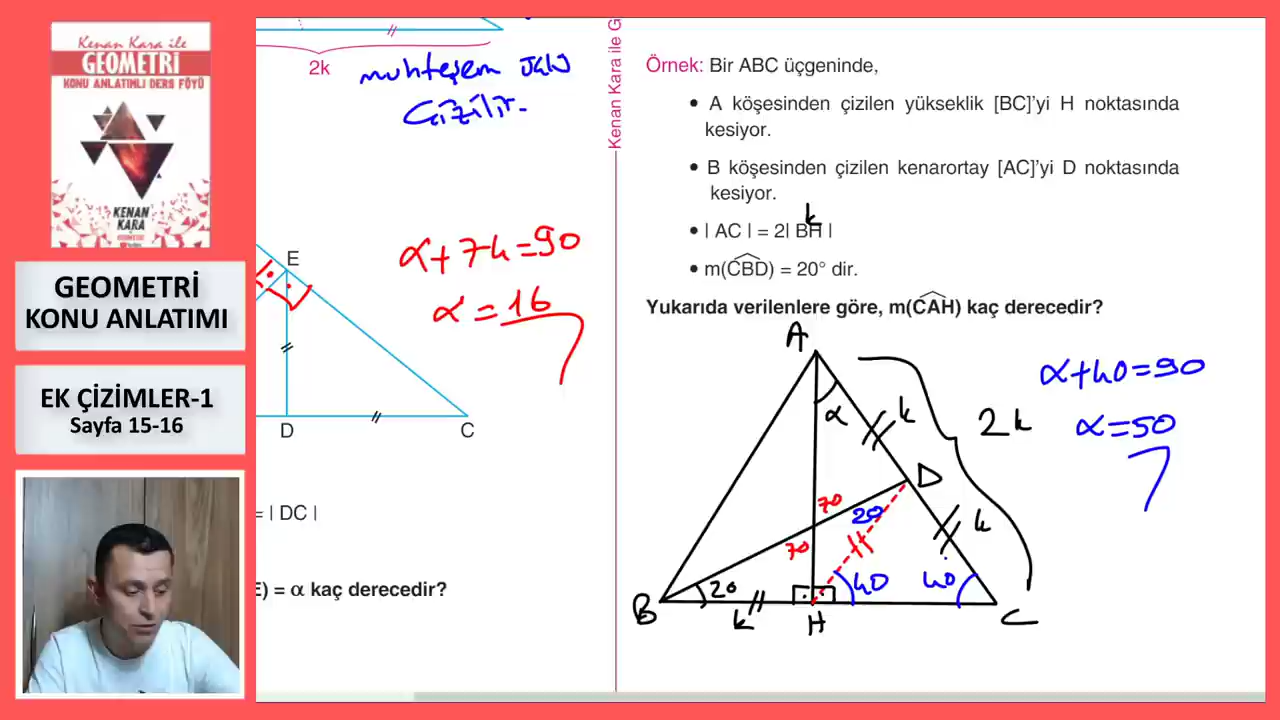 Kenan Kara ile
GEOMETRİ
KONU ANLATIMLI DERS FÖYÜ
KENAN
KARA
GEOMETRİ
KONU ANLATIMI
EK ÇİZİMLER-1
Sayfa 15-16
2k
muhteşem
çizilir.
E
α+74=90
α=16
D
C
= | DC |
E) = α kaç derecedir?
Kenan Kara ile G
Örnek: Bir ABC üçgeninde,
• A köşesinden çizilen yükseklik [BC]'yi H noktasında
kesiyor.
• B köşesinden çizilen kenarortay [AC]'yi D noktasında
kesiyor.
k
• | AC | = 2| BH |
• m(CBD) = 20° dir.
Yukarıda verilenlere göre, m(CAH) kaç derecedir?
A
α+40=90
α k 2k
α=50
D
70 20
k
70
20 40 40
B k H C